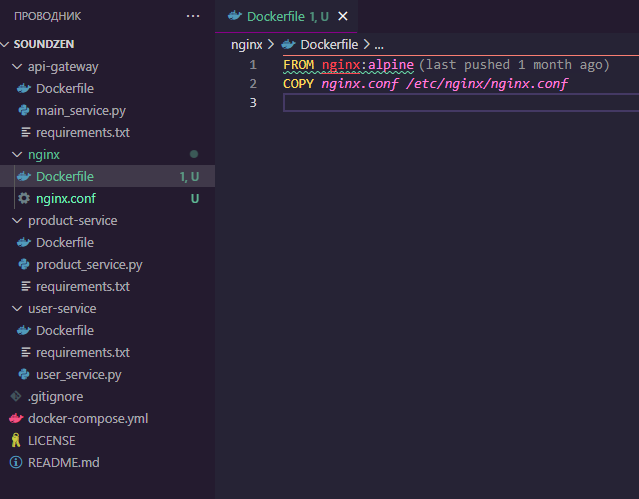 ПРОВОДНИК ...
SOUNDZEN
api-gateway
Dockerfile
main_service.py
requirements.txt
nginx
Dockerfile 1, U
nginx.conf U
product-service
Dockerfile
product_service.py
requirements.txt
user-service
Dockerfile
requirements.txt
user_service.py
.gitignore
docker-compose.yml
LICENSE
README.md
Dockerfile 1, U
nginx > Dockerfile > ...
1 FROM nginx:alpine (last pushed 1 month ago)
2 COPY nginx.conf /etc/nginx/nginx.conf
3